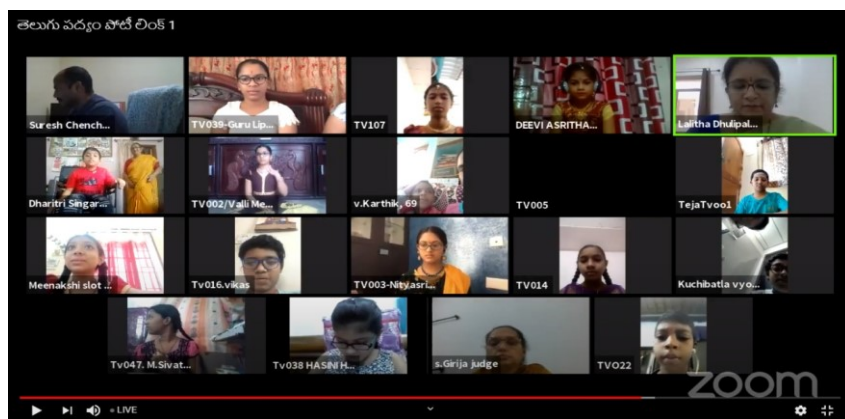 తెలుగు పద్యం పోటీ లింక్ 1
Suresh Chench...
TV039-Guru Lip...
TV107
DEEVI ASRITHA...
Lalitha Dhulipal...
Dharitri Singar...
TV002/Valli Me...
v.Karthik, 69
TV005
TejaTvoo1
Meenakshi slot ...
Tv016.vikas
TV003-Nityasri...
TV014
Kuchibatla vyo...
Tv047. M.Sivat...
Tv038 HASINI H...
s.Girija judge
TVO22
zoom
LIVE